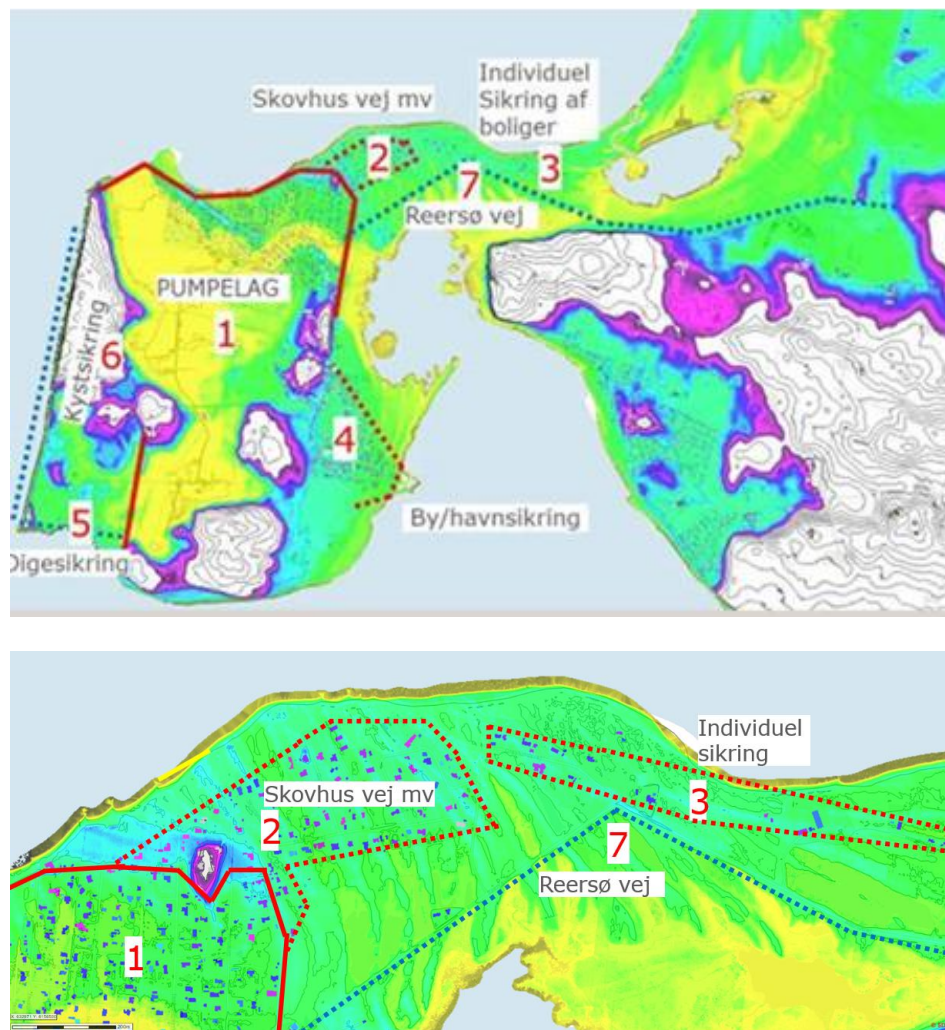 Skovhus vej mv
Individuel
Sikring af
boliger
2
3
7
Reersø vej
PUMPELAG
1
6
Kystsikring
4
5
By/havnsikring
Digesikring
Individuel
sikring
Skovhus vej mv
3
2
7
Reersø vej
1